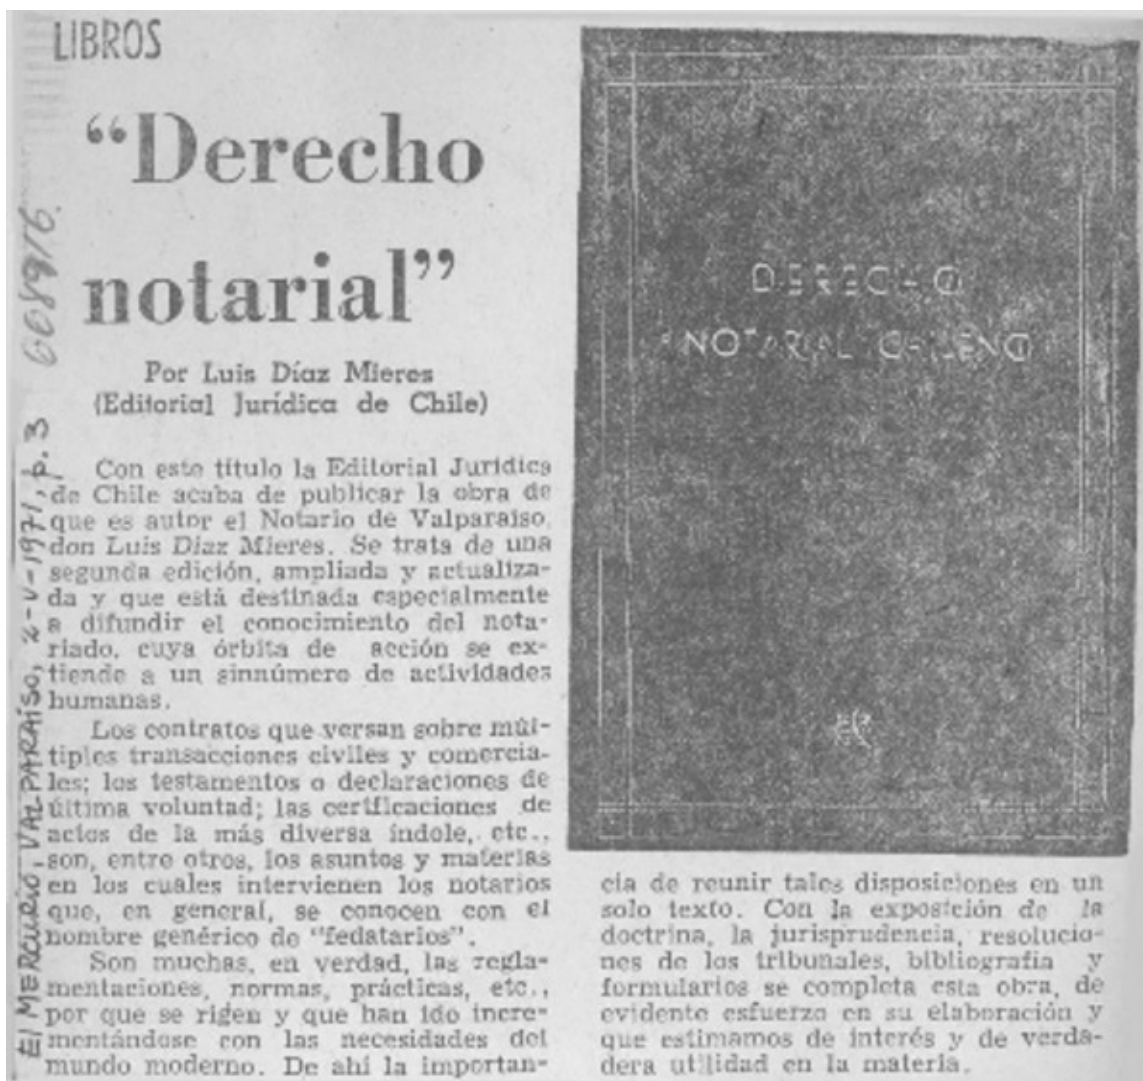 LIBROS
“Derecho
notarial”
Por Luis Díaz Mieres
(Editorial Jurídica de Chile)
Con este título la Editorial Jurídica
de Chile acaba de publicar la obra de
que es autor el Notario de Valparaíso,
don Luis Díaz Mieres. Se trata de una
segunda edición, ampliada y actualiza-
da y que está destinada especialmente
a difundir el conocimiento del nota-
riado, cuya órbita de acción se ex-
tiende a un sinnúmero de actividades
humanas.
Los contratos que versan sobre múl-
tiples transacciones civiles y comercia-
les; los testamentos o declaraciones de
última voluntad; las certificaciones de
actos de la más diversa índole, etc.,
son, entre otros, los asuntos y materias
en los cuales intervienen los notarios
que, en general, se conocen con el
nombre genérico de “fedatarios”.
Son muchas, en verdad, las regla-
mentaciones, normas, prácticas, etc.,
por que se rigen y que han ido incre-
mentándose con las necesidades del
mundo moderno. De ahí la importan-
cia de reunir tales disposiciones en un
solo texto. Con la exposición de la
doctrina, la jurisprudencia, resolucio-
nes de los tribunales, bibliografía y
formularios se completa esta obra, de
evidente esfuerzo en su elaboración y
que estimamos de interés y de verda-
dera utilidad en la materia.
DERECHO
NOTARIAL CHILENO
El MERCURIO, VALPARAÍSO, 2-V-1971, p. 3